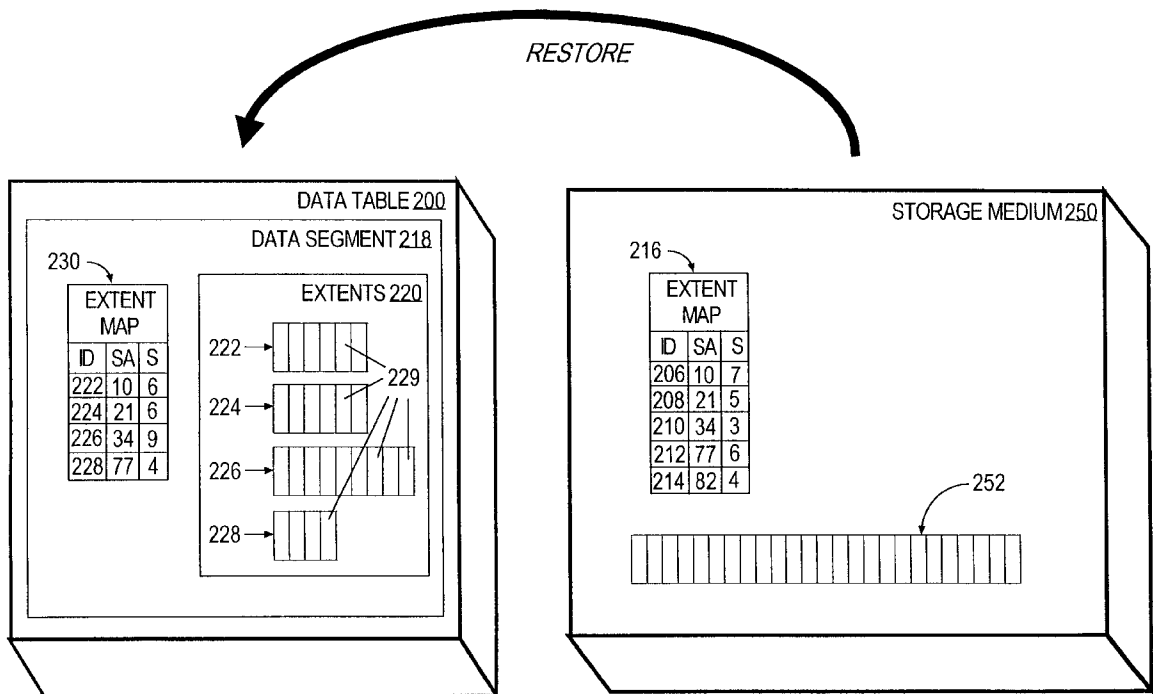 RESTORE
DATA TABLE 200
DATA SEGMENT 218
230
EXTENT
MAP
ID SA S
222 10 6
224 21 6
226 34 9
228 77 4
EXTENTS 220
222
224
226
228
229
STORAGE MEDIUM 250
216
EXTENT
MAP
ID SA S
206 10 7
208 21 5
210 34 3
212 77 6
214 82 4
252